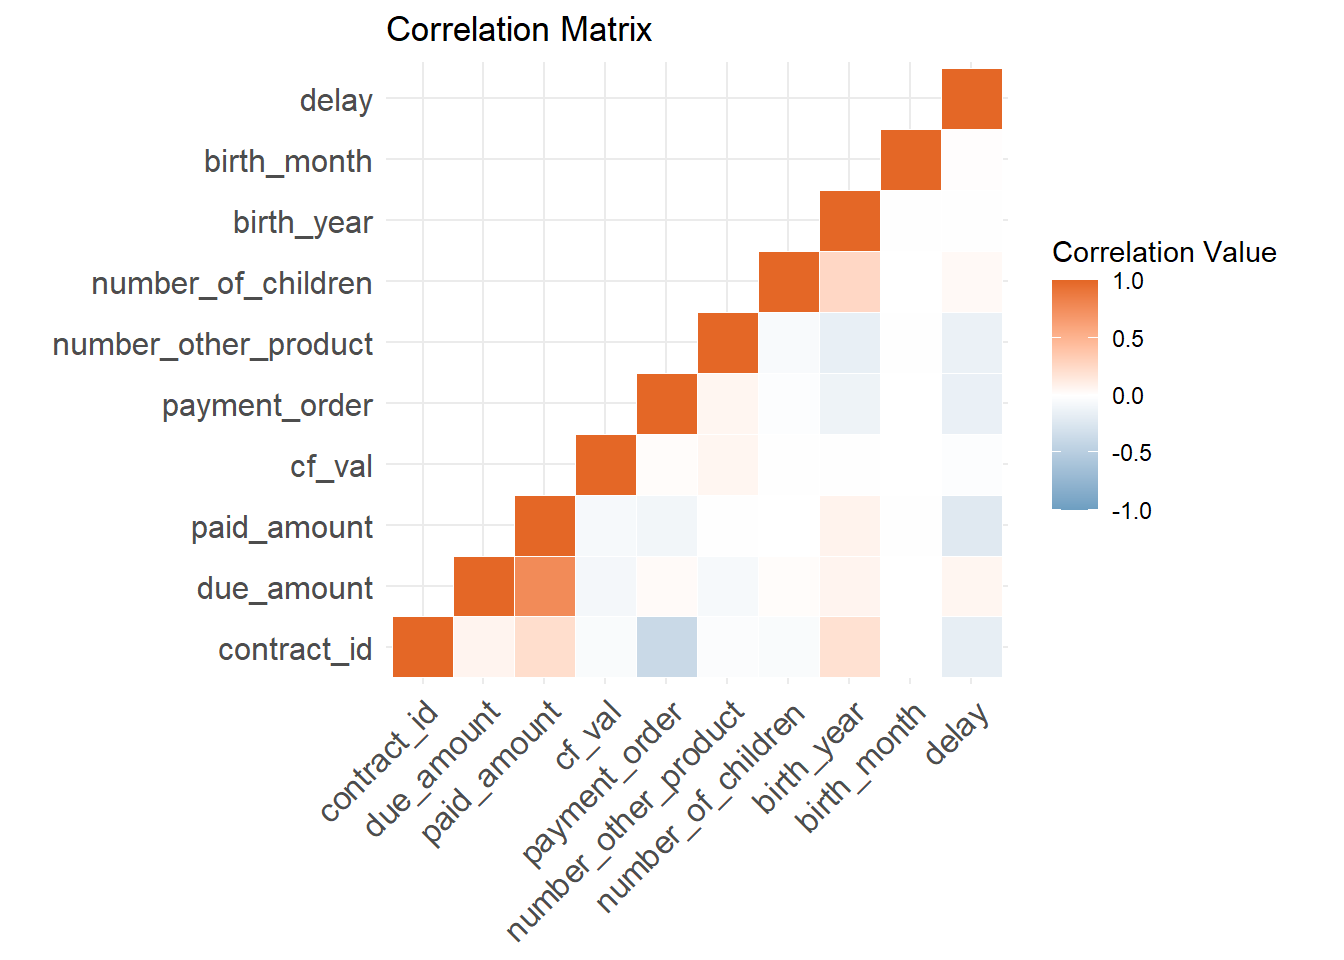 Correlation Matrix
delay
birth_month
birth_year
number_of_children
number_other_product
payment_order
cf_val
paid_amount
due_amount
contract_id
contract_id
due_amount
paid_amount
cf_val
payment_order
number_other_product
number_of_children
birth_year
birth_month
delay
Correlation Value
1.0
0.5
0.0
-0.5
-1.0